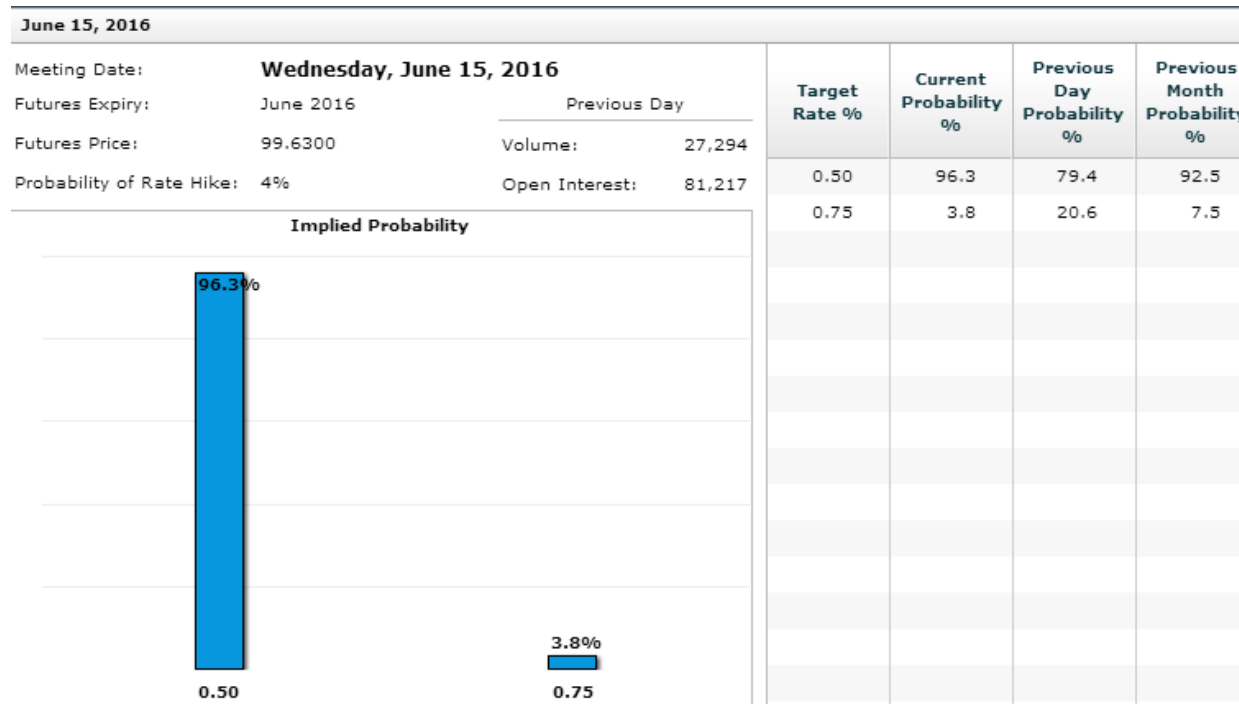 June 15, 2016
Meeting Date: Wednesday, June 15, 2016
Futures Expiry: June 2016 Previous Day
Futures Price: 99.6300 Volume: 27,294
Probability of Rate Hike: 4% Open Interest: 81,217
Implied Probability
96.3%
3.8%
0.50 0.75
Target Rate % Current Probability % Previous Day Probability % Previous Month Probability %
0.50 96.3 79.4 92.5
0.75 3.8 20.6 7.5